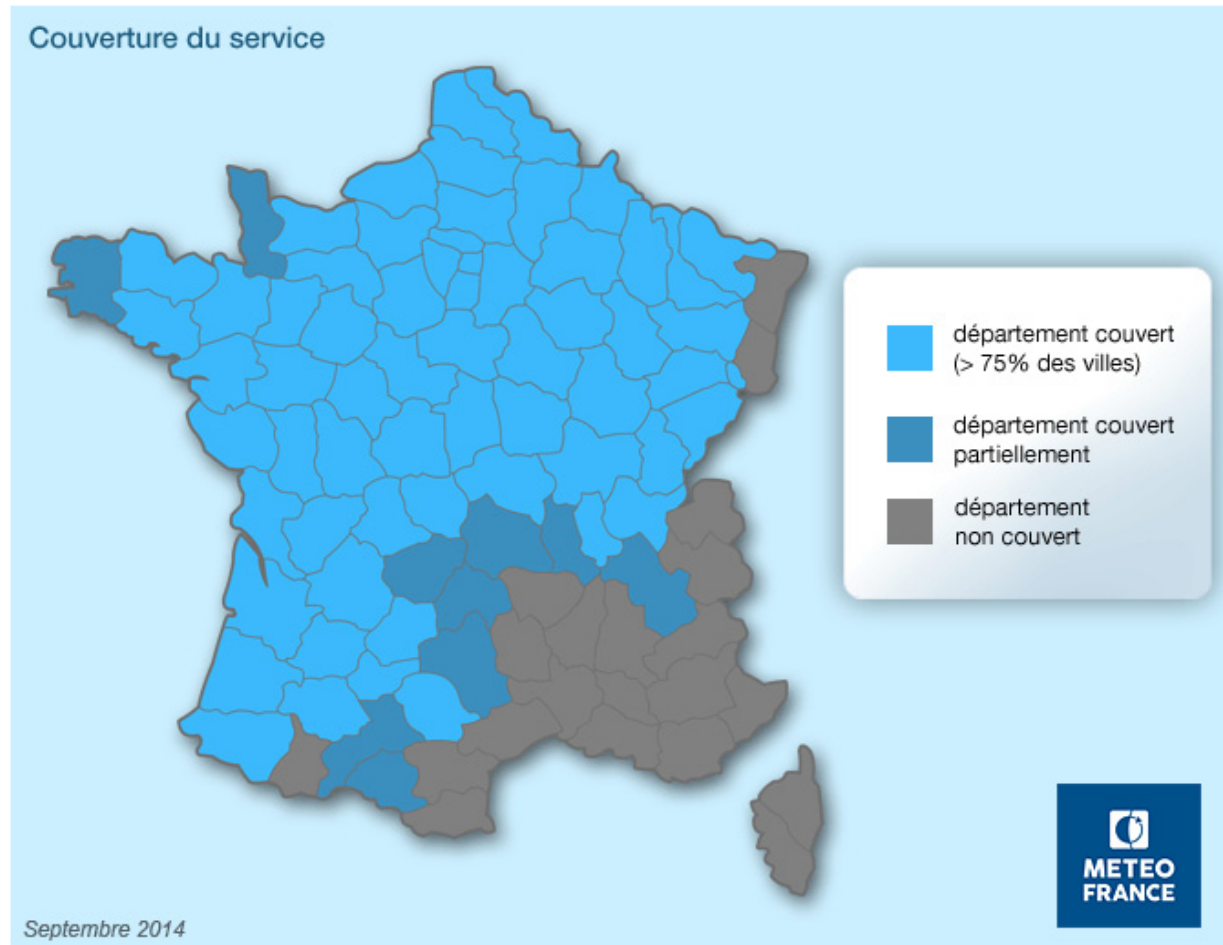 Couverture du service
département couvert
(> 75% des villes)
département couvert
partiellement
département
non couvert
METEO
FRANCE
Septembre 2014